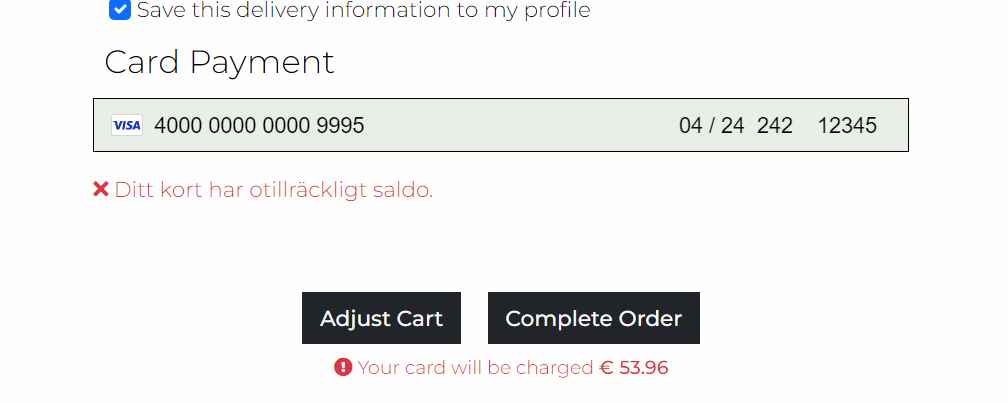 Save this delivery information to my profile
Card Payment
VISA 4000 0000 0000 9995 04 / 24 242 12345
Ditt kort har otillräckligt saldo.
Adjust Cart Complete Order
Your card will be charged € 53.96